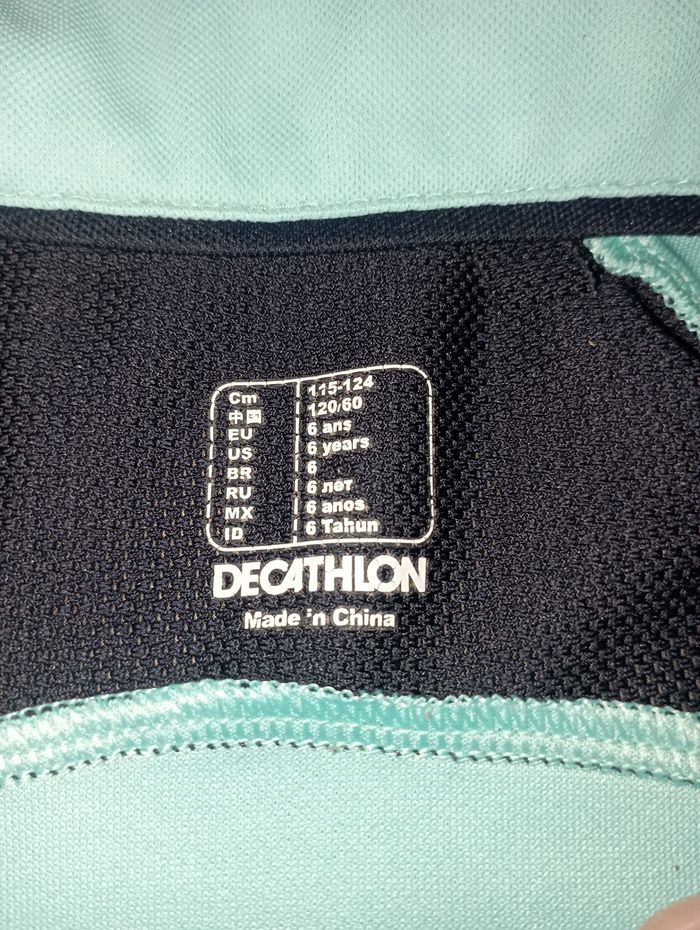 Cm 115-124
中国 120/60
EU 6 ans
US 6 years
BR 6
RU 6 лет
MX 6 anos
ID 6 Tahun
DECATHLON
Made in China